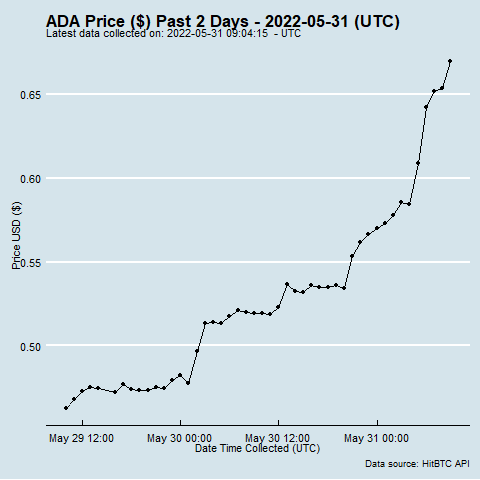 ADA Price ($) Past 2 Days - 2022-05-31 (UTC)
Latest data collected on: 2022-05-31 09:04:15 - UTC
Price USD ($)
0.65
0.60
0.55
0.50
May 29 12:00 May 30 00:00 May 30 12:00 May 31 00:00
Date Time Collected (UTC)
Data source: HitBTC API